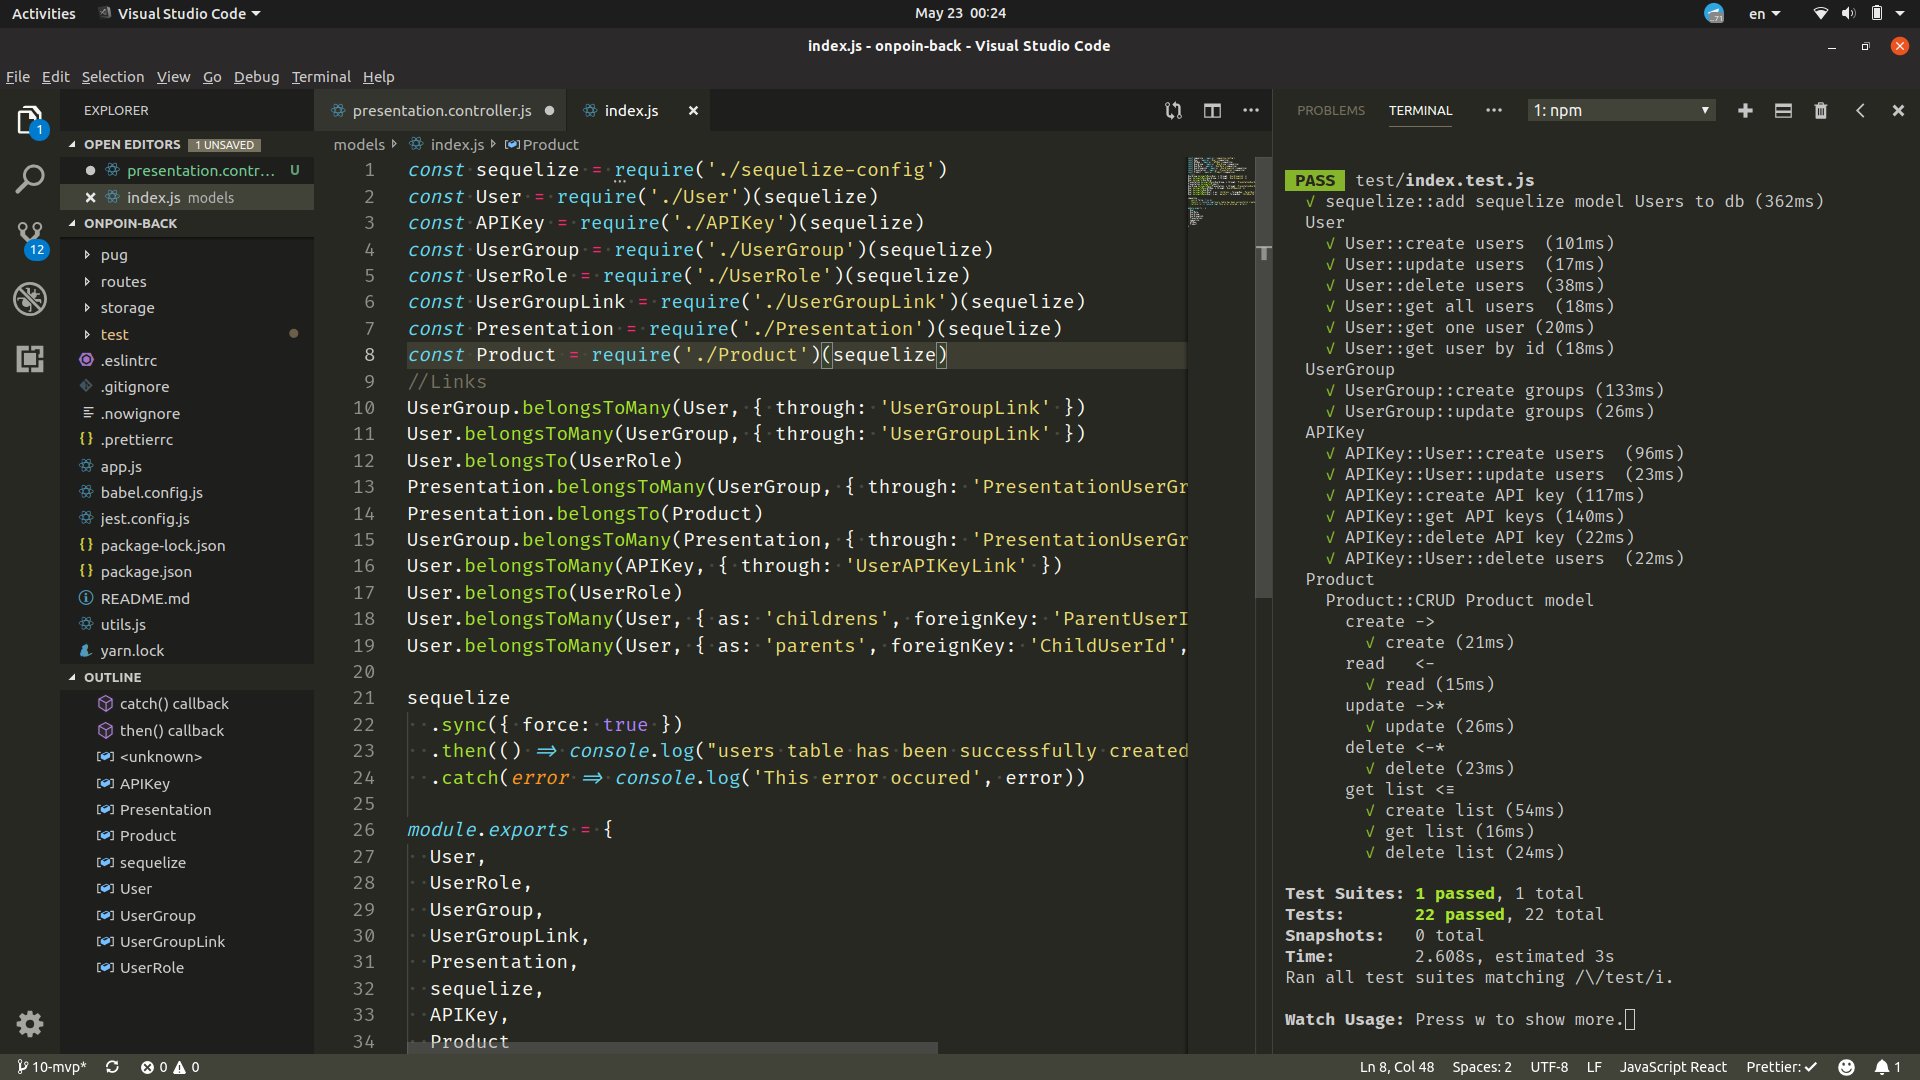 Activities Visual Studio Code May 23 00:24 71 en
index.js - onpoin-back - Visual Studio Code
File Edit Selection View Go Debug Terminal Help
EXPLORER
1
12
OPEN EDITORS 1 UNSAVED
presentation.contr... U
index.js models
ONPOIN-BACK
pug
routes
storage
test
.eslintrc
.gitignore
.nowignore
.prettierrc
app.js
babel.config.js
jest.config.js
package-lock.json
package.json
README.md
utils.js
yarn.lock
OUTLINE
catch() callback
then() callback
<unknown>
APIKey
Presentation
Product
sequelize
User
UserGroup
UserGroupLink
UserRole
presentation.controller.js index.js
models index.js Product
1 const sequelize = require('./sequelize-config')
2 const User = require('./User')(sequelize)
3 const APIKey = require('./APIKey')(sequelize)
4 const UserGroup = require('./UserGroup')(sequelize)
5 const UserRole = require('./UserRole')(sequelize)
6 const UserGroupLink = require('./UserGroupLink')(sequelize)
7 const Presentation = require('./Presentation')(sequelize)
8 const Product = require('./Product')(sequelize)
9 //Links
10 UserGroup.belongsToMany(User, { through: 'UserGroupLink' })
11 User.belongsToMany(UserGroup, { through: 'UserGroupLink' })
12 User.belongsTo(UserRole)
13 Presentation.belongsToMany(UserGroup, { through: 'PresentationUserGr
14 Presentation.belongsTo(Product)
15 UserGroup.belongsToMany(Presentation, { through: 'PresentationUserGr
16 User.belongsToMany(APIKey, { through: 'UserAPIKeyLink' })
17 User.belongsTo(UserRole)
18 User.belongsToMany(User, { as: 'childrens', foreignKey: 'ParentUserI
19 User.belongsToMany(User, { as: 'parents', foreignKey: 'ChildUserId',
20
21 sequelize
22 .sync({ force: true })
23 .then(() => console.log("users table has been successfully created
24 .catch(error => console.log('This error occured', error))
25
26 module.exports = {
27 User,
28 UserRole,
29 UserGroup,
30 UserGroupLink,
31 Presentation,
32 sequelize,
33 APIKey,
34 Product
PROBLEMS TERMINAL ... 1: npm
PASS test/index.test.js
√ sequelize::add sequelize model Users to db (362ms)
User
√ User::create users (101ms)
√ User::update users (17ms)
√ User::delete users (38ms)
√ User::get all users (18ms)
√ User::get one user (20ms)
√ User::get user by id (18ms)
UserGroup
√ UserGroup::create groups (133ms)
√ UserGroup::update groups (26ms)
APIKey
√ APIKey::User::create users (96ms)
√ APIKey::User::update users (23ms)
√ APIKey::create API key (117ms)
√ APIKey::get API keys (140ms)
√ APIKey::delete API key (22ms)
√ APIKey::User::delete users (22ms)
Product
Product::CRUD Product model
create ->
√ create (21ms)
read <-
√ read (15ms)
update ->*
√ update (26ms)
delete <-*
√ delete (23ms)
get list <=
√ create list (54ms)
√ get list (16ms)
√ delete list (24ms)
Test Suites: 1 passed, 1 total
Tests: 22 passed, 22 total
Snapshots: 0 total
Time: 2.608s, estimated 3s
Ran all test suites matching /\/test/i.
Watch Usage: Press w to show more.
10-mvp* 0 0 Ln 8, Col 48 Spaces: 2 UTF-8 LF JavaScript React Prettier: ✓ 1